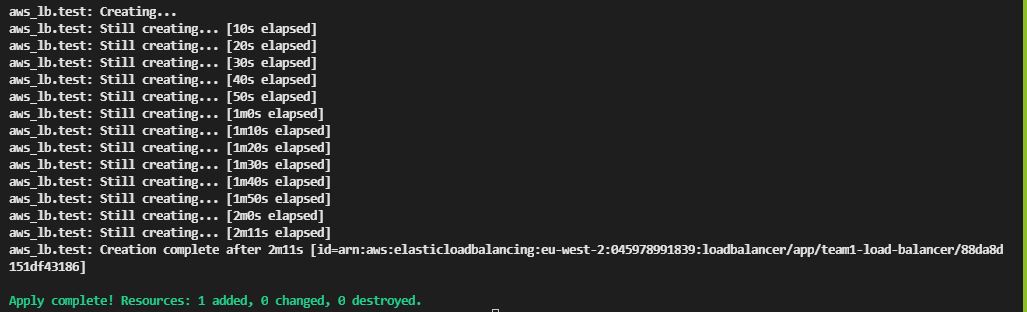 aws_lb.test: Creating...
aws_lb.test: Still creating... [10s elapsed]
aws_lb.test: Still creating... [20s elapsed]
aws_lb.test: Still creating... [30s elapsed]
aws_lb.test: Still creating... [40s elapsed]
aws_lb.test: Still creating... [50s elapsed]
aws_lb.test: Still creating... [1m0s elapsed]
aws_lb.test: Still creating... [1m10s elapsed]
aws_lb.test: Still creating... [1m20s elapsed]
aws_lb.test: Still creating... [1m30s elapsed]
aws_lb.test: Still creating... [1m40s elapsed]
aws_lb.test: Still creating... [1m50s elapsed]
aws_lb.test: Still creating... [2m0s elapsed]
aws_lb.test: Still creating... [2m11s elapsed]
aws_lb.test: Creation complete after 2m11s [id=arn:aws:elasticloadbalancing:eu-west-2:045978991839:loadbalancer/app/team1-load-balancer/88da8d
151df43186]
Apply complete! Resources: 1 added, 0 changed, 0 destroyed.